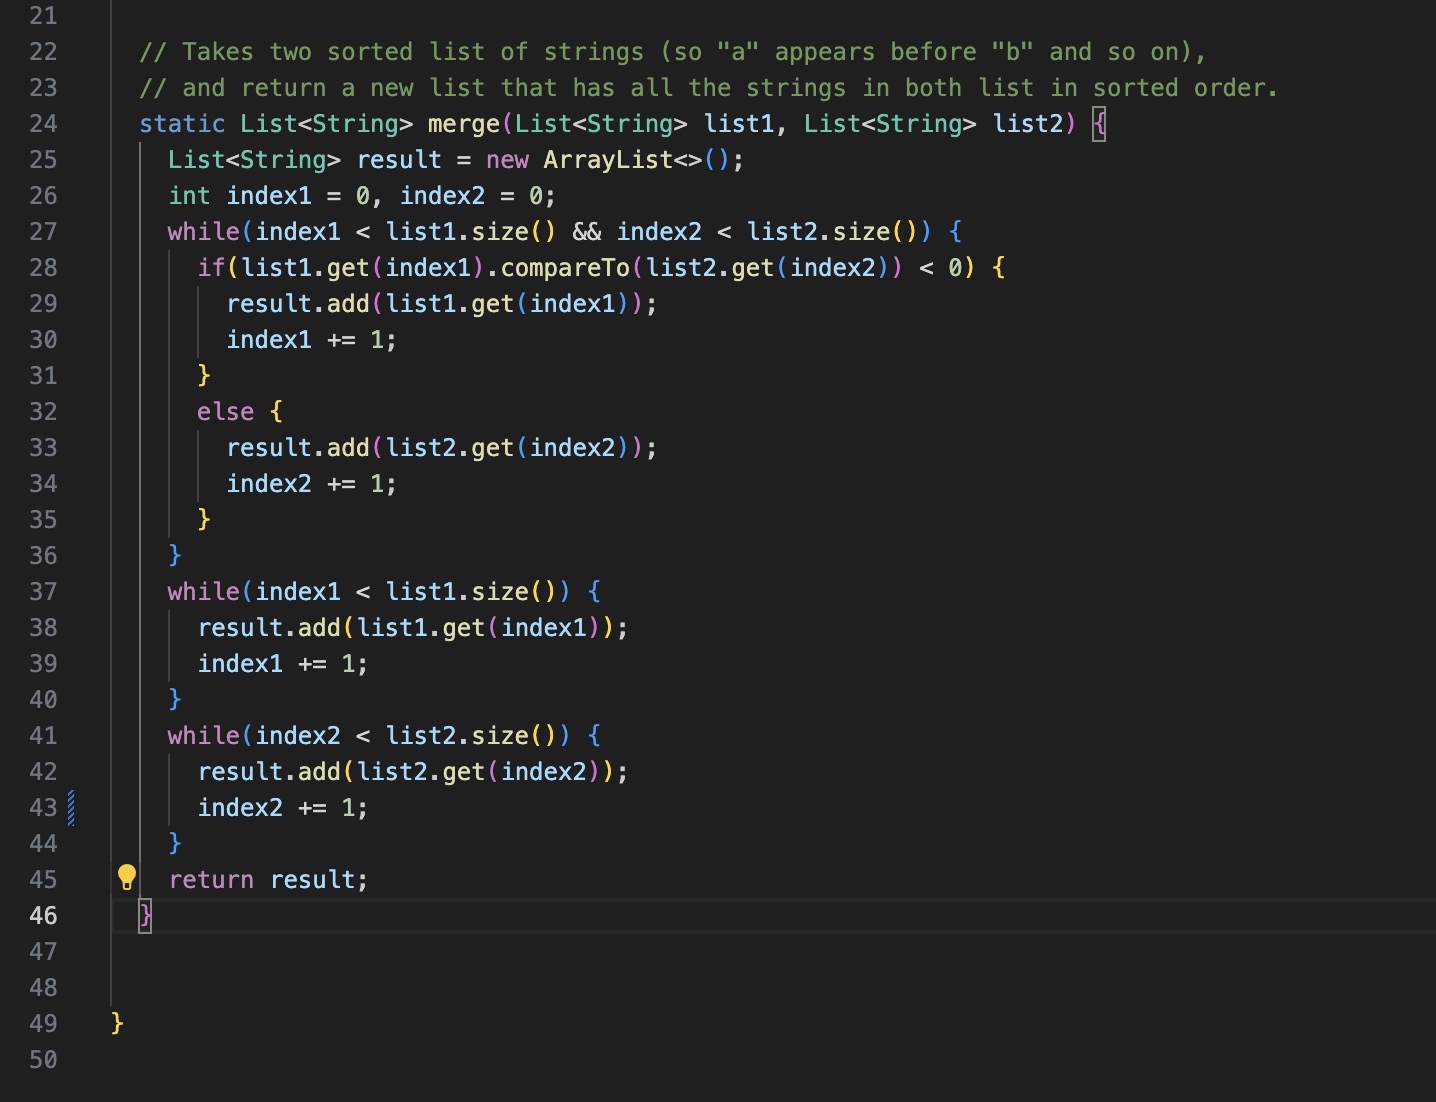 21
22 // Takes two sorted list of strings (so "a" appears before "b" and so on),
23 // and return a new list that has all the strings in both list in sorted order.
24 static List<String> merge(List<String> list1, List<String> list2) {
25 List<String> result = new ArrayList<>();
26 int index1 = 0, index2 = 0;
27 while(index1 < list1.size() && index2 < list2.size()) {
28 if(list1.get(index1).compareTo(list2.get(index2)) < 0) {
29 result.add(list1.get(index1));
30 index1 += 1;
31 }
32 else {
33 result.add(list2.get(index2));
34 index2 += 1;
35 }
36 }
37 while(index1 < list1.size()) {
38 result.add(list1.get(index1));
39 index1 += 1;
40 }
41 while(index2 < list2.size()) {
42 result.add(list2.get(index2));
43 index2 += 1;
44 }
45 return result;
46 }
47
48
49 }
50